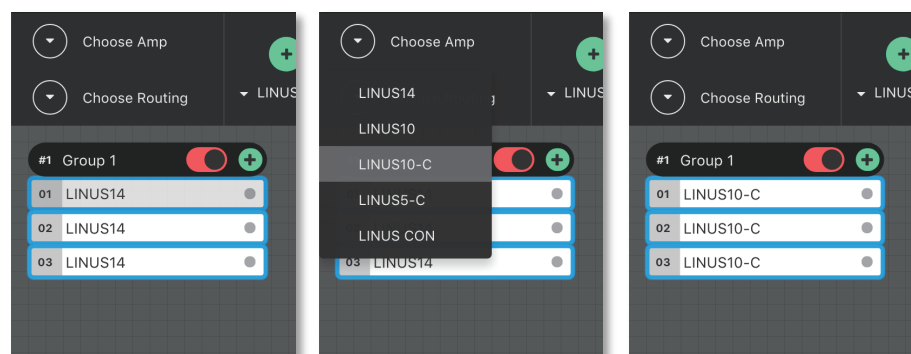 Choose Amp
Choose Routing
LINUS
#1 Group 1
01 LINUS14
02 LINUS14
03 LINUS14
Choose Amp
LINUS14
LINUS
LINUS10
LINUS10-C
LINUS5-C
LINUS CON
03 LINUS14
Choose Amp
Choose Routing
LINUS
#1 Group 1
01 LINUS10-C
02 LINUS10-C
03 LINUS10-C